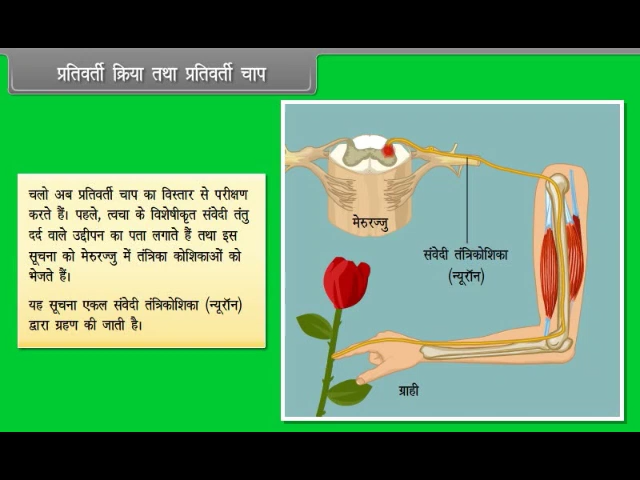 प्रतिवर्ती क्रिया तथा प्रतिवर्ती चाप
चलो अब प्रतिवर्ती चाप का विस्तार से परीक्षण
करते हैं। पहले, त्वचा के विशेषीकृत संवेदी तंतु
दर्द वाले उद्दीपन का पता लगाते हैं तथा इस
सूचना को मेरुरज्जु में तंत्रिका कोशिकाओं को
भेजते हैं।
यह सूचना एकल संवेदी तंत्रिकोशिका (न्यूरॉन)
द्वारा ग्रहण की जाती है।
मेरुरज्जु
संवेदी तंत्रिकोशिका
(न्यूरॉन)
ग्राही